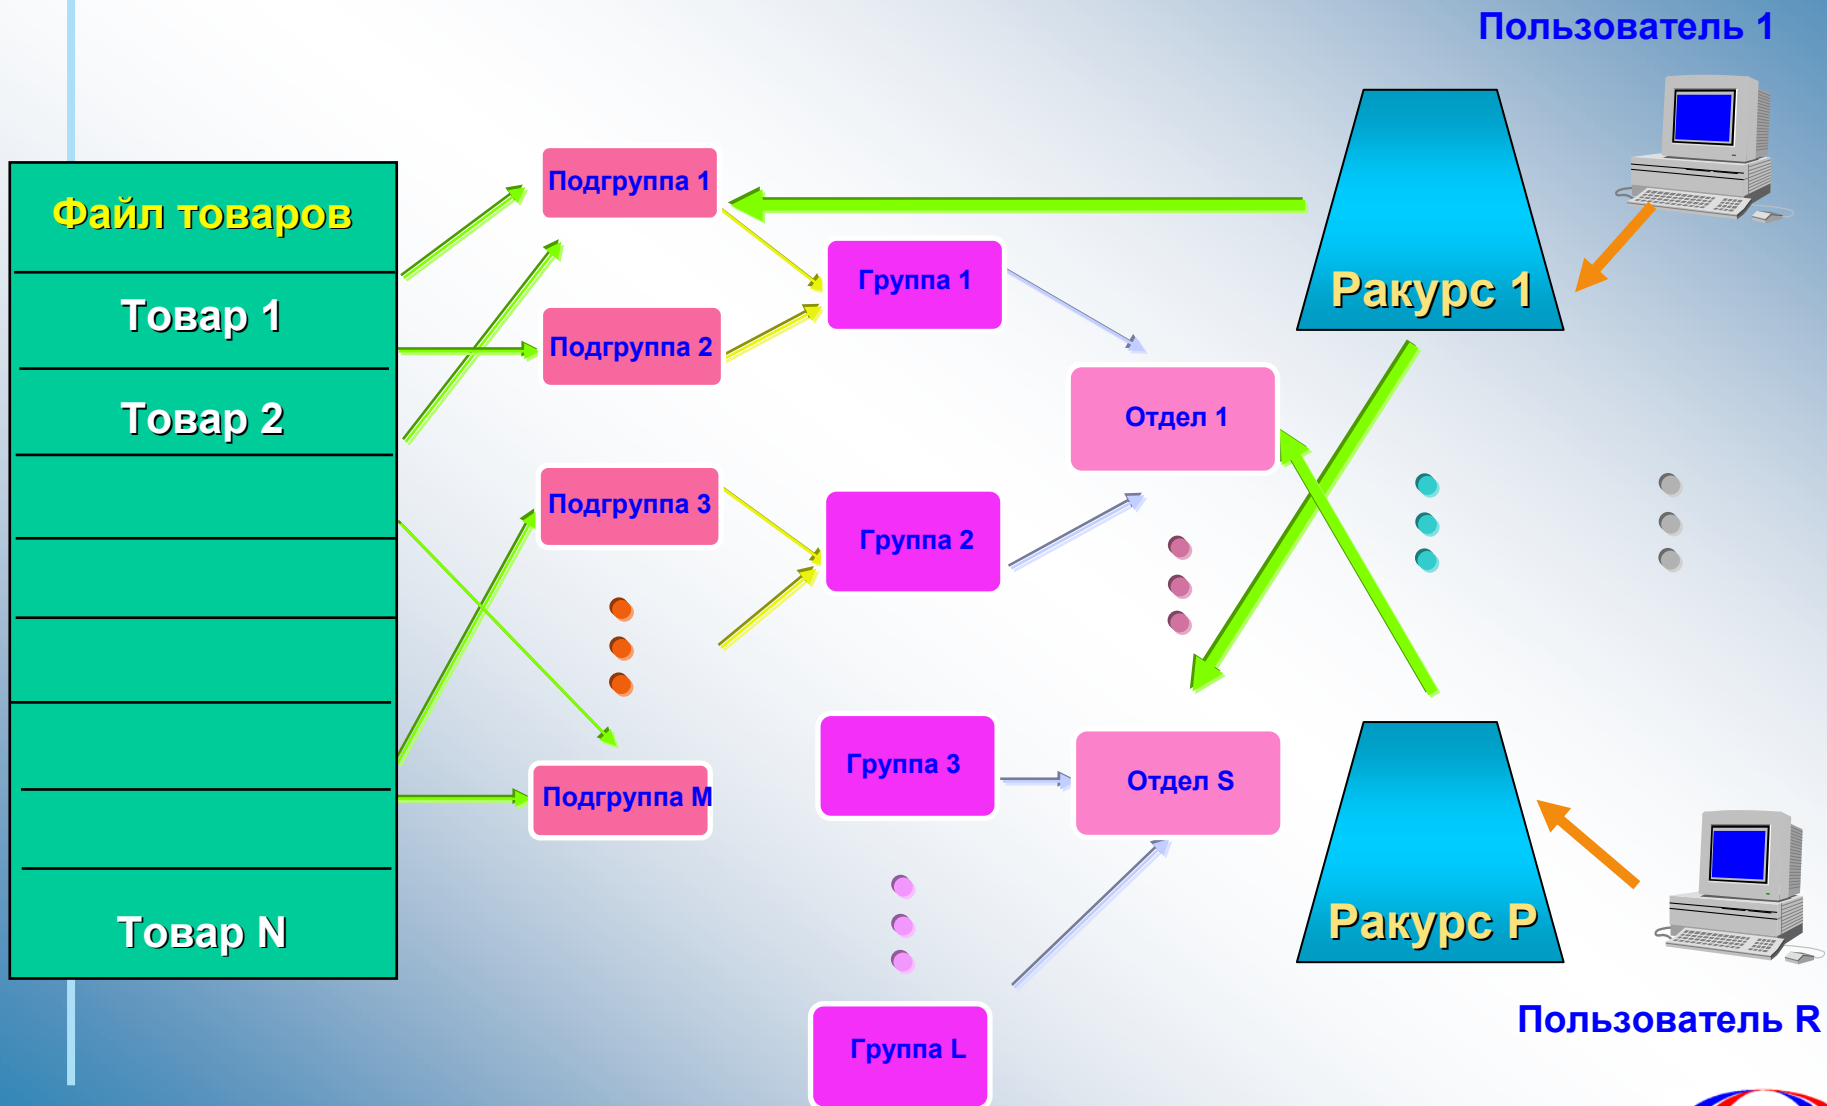 Пользователь 1
Файл товаров
Товар 1
Товар 2
Товар N
Подгруппа 1
Подгруппа 2
Подгруппа 3
Подгруппа М
Группа 1
Группа 2
Группа 3
Группа L
Отдел 1
Отдел S
Ракурс 1
Ракурс Р
Пользователь R